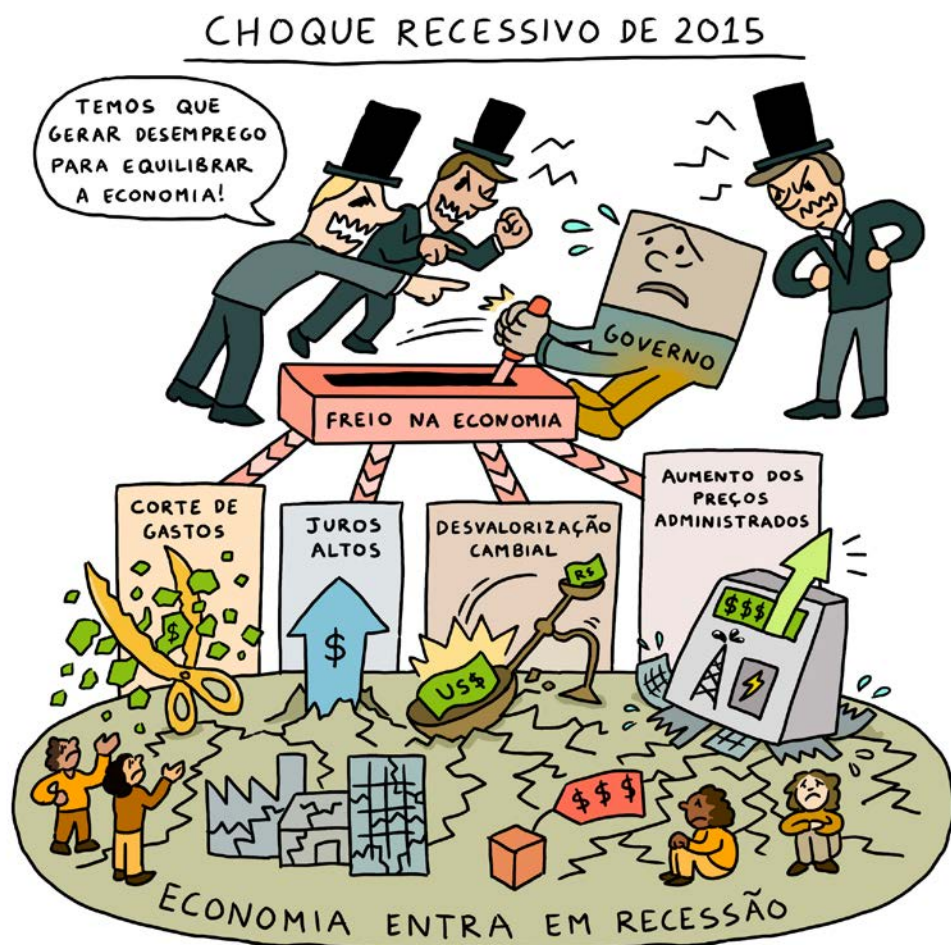 CHOQUE RECESSIVO DE 2015
TEMOS QUE
GERAR DESEMPREGO
PARA EQUILIBRAR
A ECONOMIA!
GOVERNO
FREIO NA ECONOMIA
CORTE DE
GASTOS
JUROS
ALTOS
DESVALORIZAÇÃO
CAMBIAL
AUMENTO DOS
PREÇOS
ADMINISTRADOS
$
$
US$
R$
$$$
$$$
ECONOMIA ENTRA EM RECESSÃO